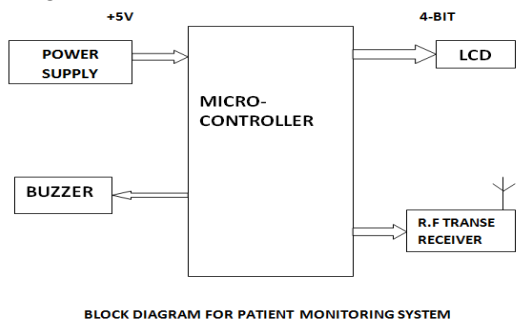 +5V
4-BIT
POWER
SUPPLY
LCD
MICRO-
CONTROLLER
BUZZER
R.F TRANSE
RECEIVER
BLOCK DIAGRAM FOR PATIENT MONITORING SYSTEM